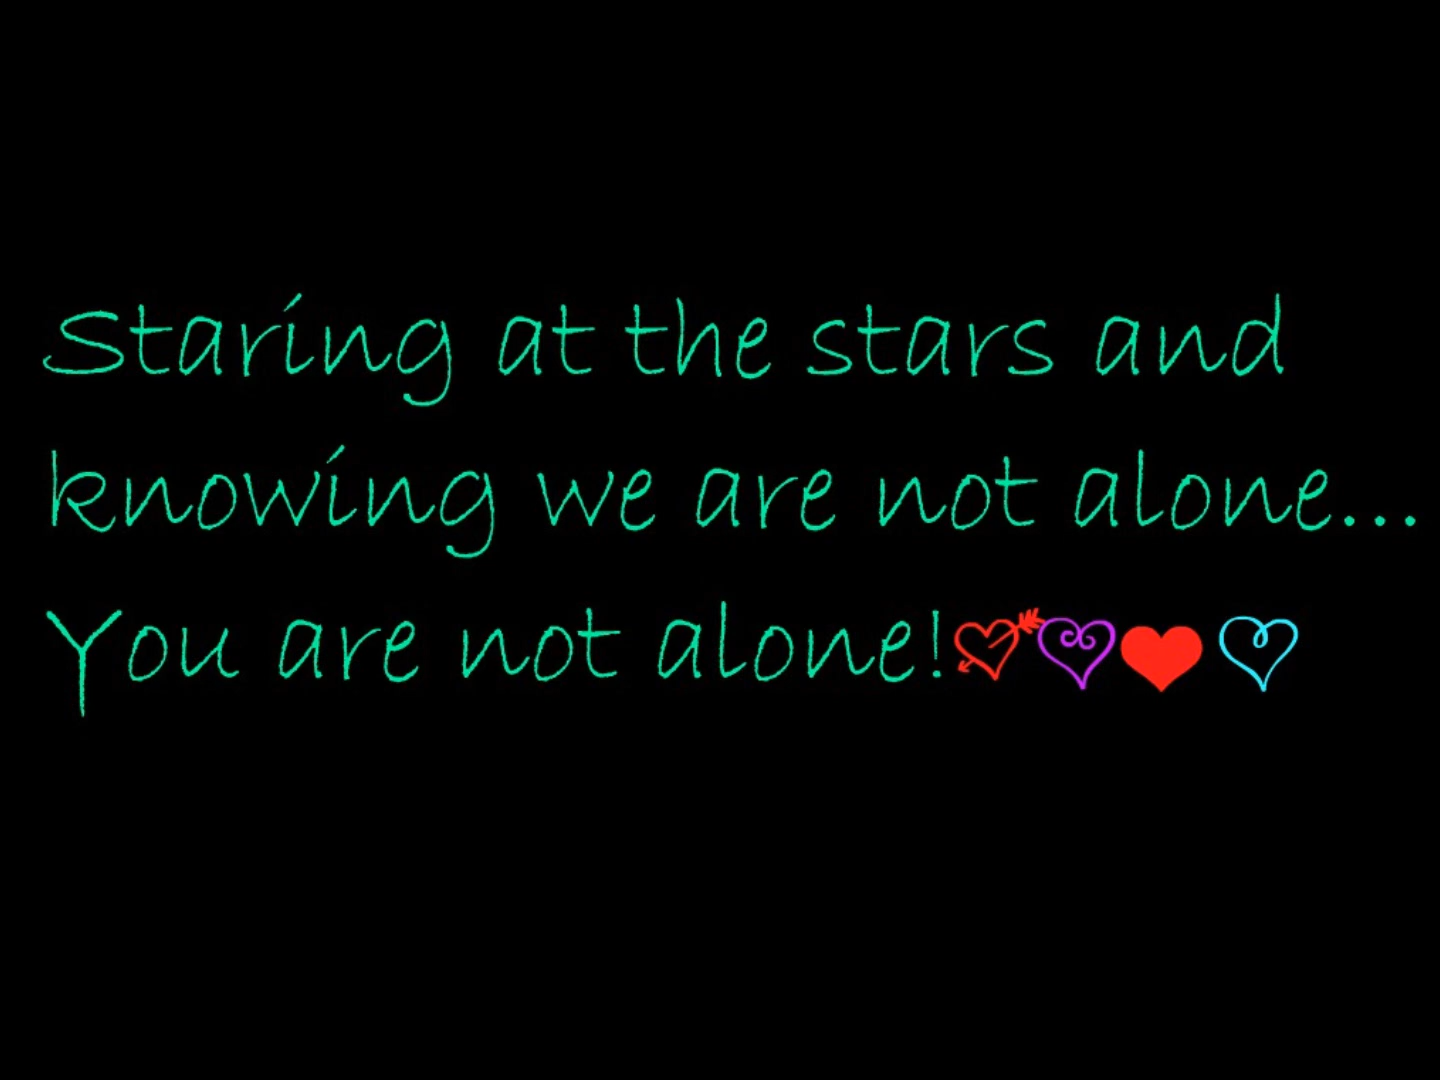 Staring at the stars and
knowing we are not alone...
You are not alone!